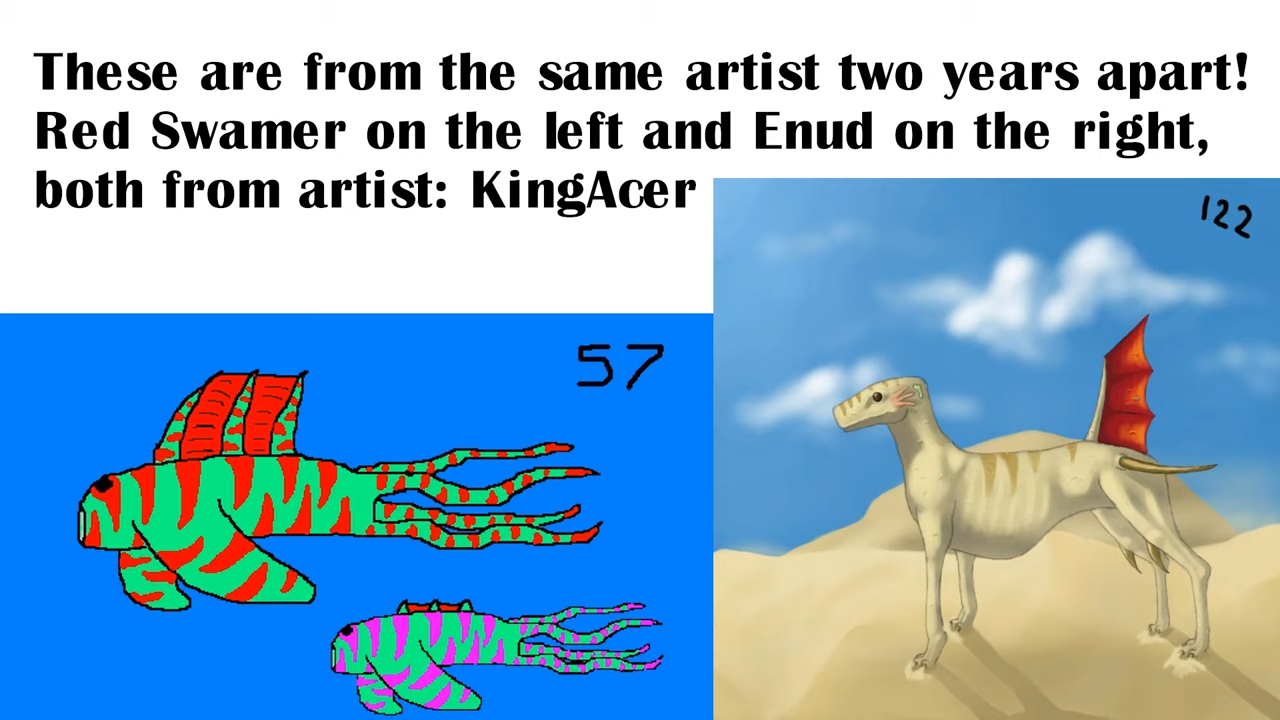 These are from the same artist two years apart!
Red Swamer on the left and Enud on the right,
both from artist: KingAcer
122
57